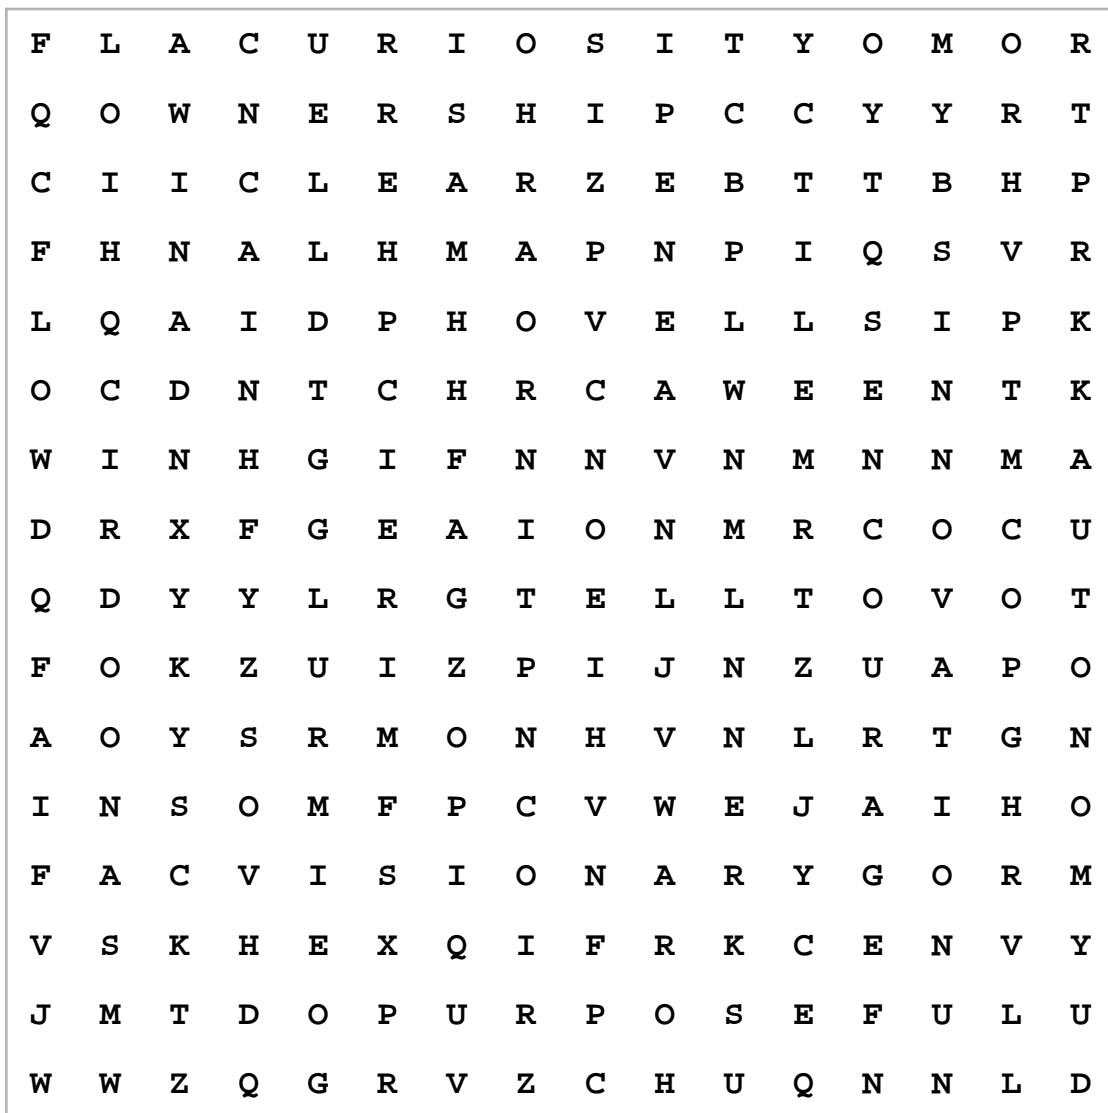 F L A C U R I O S I T Y O M O R
Q O W N E R S H I P C C Y Y R T
C I I C L E A R Z E B T T B H P
F H N A L H M A P N P I Q S V R
L Q A I D P H O V E L L S I P K
O C D N T C H R C A W E E N T K
W I N H G I F N N V N M N N M A
D R X F G E A I O N M R C O C U
Q D Y Y L R G T E L L T O V O T
F O K Z U I Z P I J N Z U A P O
A O Y S R M O N H V N L R T G N
I N S O M F P C V W E J A I H O
F A C V I S I O N A R Y G O R M
V S K H E X Q I F R K C E N V Y
J M T D O P U R P O S E F U L U
W W Z Q G R V Z C H U Q N N L D